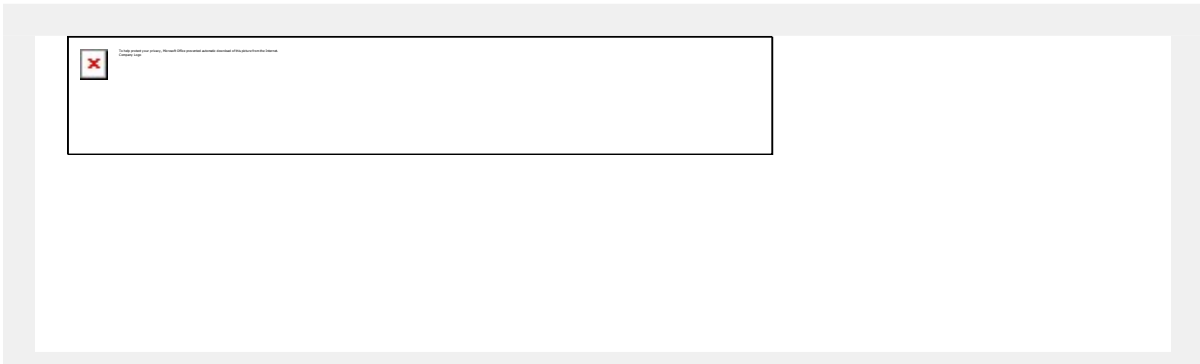 To help protect your privacy, Microsoft Office prevented automatic download of this picture from the Internet.
Company Logo